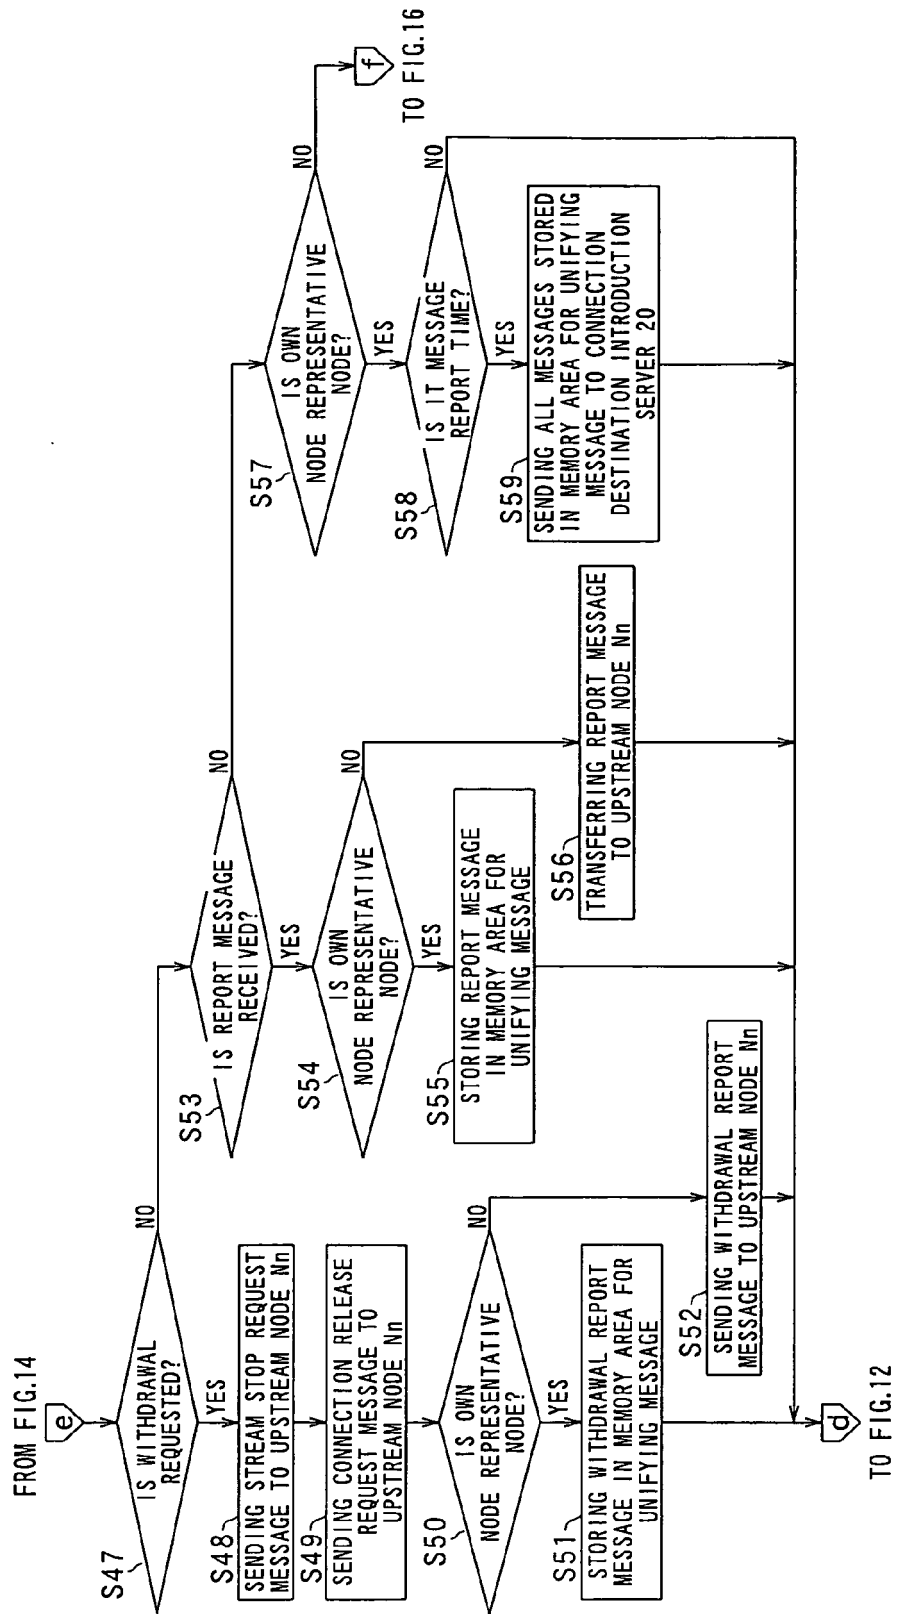 FROM FIG.14
e
S47
IS WITHDRAWAL
REQUESTED?
NO
YES
S48
SENDING STREAM STOP REQUEST
MESSAGE TO UPSTREAM NODE Nn
S49
SENDING CONNECTION RELEASE
REQUEST MESSAGE TO
UPSTREAM NODE Nn
S50
IS OWN
NODE REPRESENTATIVE
NODE?
NO
YES
S51
STORING WITHDRAWAL REPORT
MESSAGE IN MEMORY AREA FOR
UNIFYING MESSAGE
S52
SENDING WITHDRAWAL REPORT
MESSAGE TO UPSTREAM NODE Nn
d
TO FIG.12
S53
IS REPORT MESSAGE
RECEIVED?
NO
YES
S54
IS OWN
NODE REPRESENTATIVE
NODE?
NO
YES
S55
STORING REPORT MESSAGE
IN MEMORY AREA FOR
UNIFYING MESSAGE
S56
TRANSFERRING REPORT MESSAGE
TO UPSTREAM NODE Nn
S57
IS OWN
NODE REPRESENTATIVE
NODE?
NO
YES
f
TO FIG.16
S58
IS IT MESSAGE
REPORT TIME?
NO
YES
S59
SENDING ALL MESSAGES STORED
IN MEMORY AREA FOR UNIFYING
MESSAGE TO CONNECTION
DESTINATION INTRODUCTION
SERVER 20